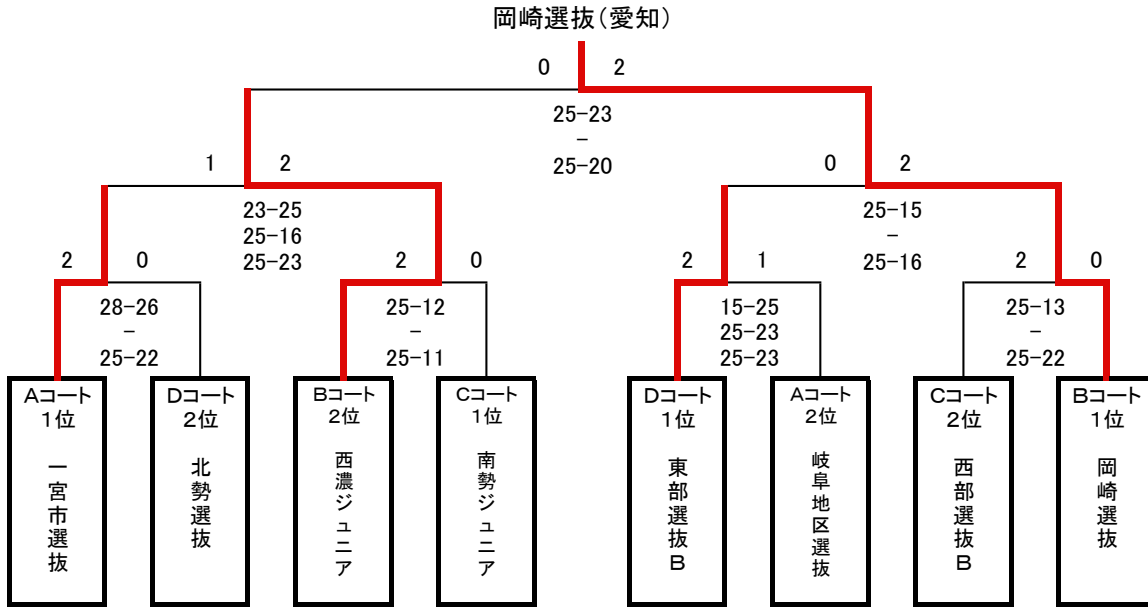 岡崎選抜(愛知)
0 2
25-23
-
25-20
1 2
23-25
25-16
25-23
0 2
25-15
-
25-16
2 0
28-26
-
25-22
2 0
25-12
-
25-11
2 1
15-25
25-23
25-23
2 0
25-13
-
25-22
Aコート
1位
一宮市選抜
Dコート
2位
北勢選抜
Bコート
2位
西濃ジュニア
Cコート
1位
南勢ジュニア
Dコート
1位
東部選抜B
Aコート
2位
岐阜地区選抜
Cコート
2位
西部選抜B
Bコート
1位
岡崎選抜